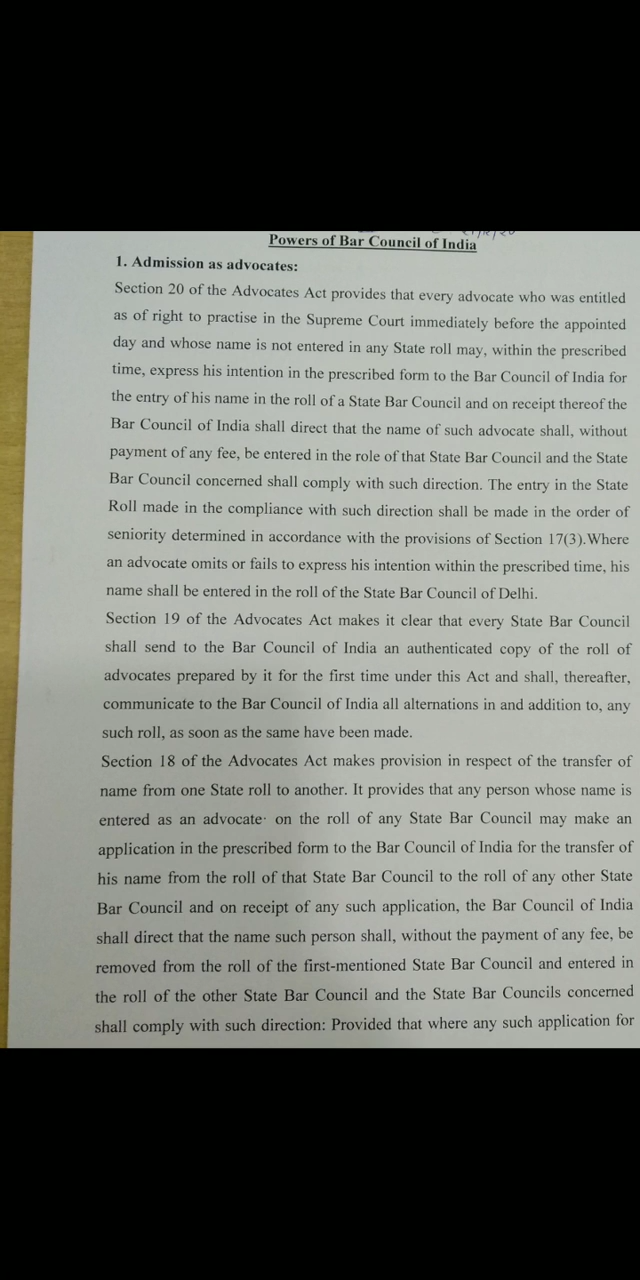 Powers of Bar Council of India
1. Admission as advocates:
Section 20 of the Advocates Act provides that every advocate who was entitled
as of right to practise in the Supreme Court immediately before the appointed
day and whose name is not entered in any State roll may, within the prescribed
time, express his intention in the prescribed form to the Bar Council of India for
the entry of his name in the roll of a State Bar Council and on receipt thereof the
Bar Council of India shall direct that the name of such advocate shall, without
payment of any fee, be entered in the role of that State Bar Council and the State
Bar Council concerned shall comply with such direction. The entry in the State
Roll made in the compliance with such direction shall be made in the order of
seniority determined in accordance with the provisions of Section 17(3).Where
an advocate omits or fails to express his intention within the prescribed time, his
name shall be entered in the roll of the State Bar Council of Delhi.
Section 19 of the Advocates Act makes it clear that every State Bar Council
shall send to the Bar Council of India an authenticated copy of the roll of
advocates prepared by it for the first time under this Act and shall, thereafter,
communicate to the Bar Council of India all alternations in and addition to, any
such roll, as soon as the same have been made.
Section 18 of the Advocates Act makes provision in respect of the transfer of
name from one State roll to another. It provides that any person whose name is
entered as an advocate· on the roll of any State Bar Council may make an
application in the prescribed form to the Bar Council of India for the transfer of
his name from the roll of that State Bar Council to the roll of any other State
Bar Council and on receipt of any such application, the Bar Council of India
shall direct that the name such person shall, without the payment of any fee, be
removed from the roll of the first-mentioned State Bar Council and entered in
the roll of the other State Bar Council and the State Bar Councils concerned
shall comply with such direction: Provided that where any such application for